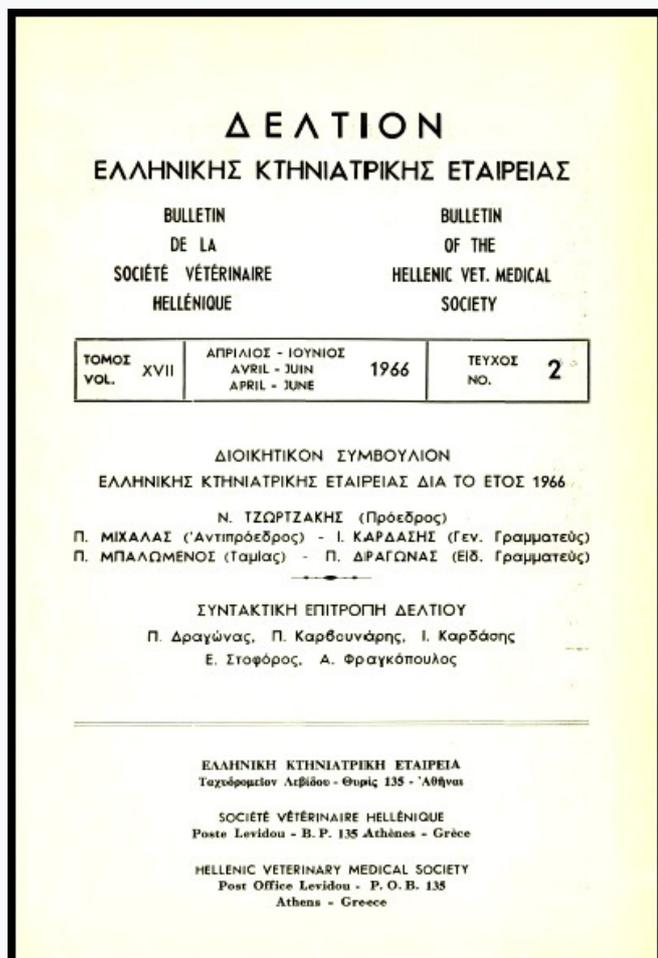 ΔΕΛΤΙΟΝ
ΕΛΛΗΝΙΚΗΣ ΚΤΗΝΙΑΤΡΙΚΗΣ ΕΤΑΙΡΕΙΑΣ
BULLETIN
DE LA
SOCIÉTÉ VÉTÉRINAIRE
HELLÉNIQUE
BULLETIN
OF THE
HELLENIC VET. MEDICAL
SOCIETY
ΤΟΜΟΣ
VOL.
XVII
ΑΠΡΙΛΙΟΣ - ΙΟΥΝΙΟΣ
AVRIL - JUIN
APRIL - JUNE
1966
ΤΕΥΧΟΣ
NO.
2
ΔΙΟΙΚΗΤΙΚΟΝ ΣΥΜΒΟΥΛΙΟΝ
ΕΛΛΗΝΙΚΗΣ ΚΤΗΝΙΑΤΡΙΚΗΣ ΕΤΑΙΡΕΙΑΣ ΔΙΑ ΤΟ ΕΤΟΣ 1966
Ν. ΤΖΩΡΤΖΑΚΗΣ (Πρόεδρος)
Π. ΜΙΧΑΛΑΣ (Ἀντιπρόεδρος) - Ι. ΚΑΡΔΑΣΗΣ (Γεν. Γραμματεὺς)
Π. ΜΠΑΛΩΜΕΝΟΣ (Ταμίας) - Π. ΔΡΑΓΩΝΑΣ (Εἰδ. Γραμματεὺς)
ΣΥΝΤΑΚΤΙΚΗ ΕΠΙΤΡΟΠΗ ΔΕΛΤΙΟΥ
Π. Δραγώνας, Π. Καρβουνάρης, Ι. Καρδάσης
Ε. Στοφόρος, Α. Φραγκόπουλος
ΕΛΛΗΝΙΚΗ ΚΤΗΝΙΑΤΡΙΚΗ ΕΤΑΙΡΕΙΑ
Ταχυδρομεῖον Λεβίδου - Θυρὶς 135 - Ἀθῆναι
SOCIÉTÉ VÉTÉRINAIRE HELLÉNIQUE
Poste Levidou - B. P. 135 Athènes - Grèce
HELLENIC VETERINARY MEDICAL SOCIETY
Post Office Levidou - P. O. B. 135
Athens - Greece